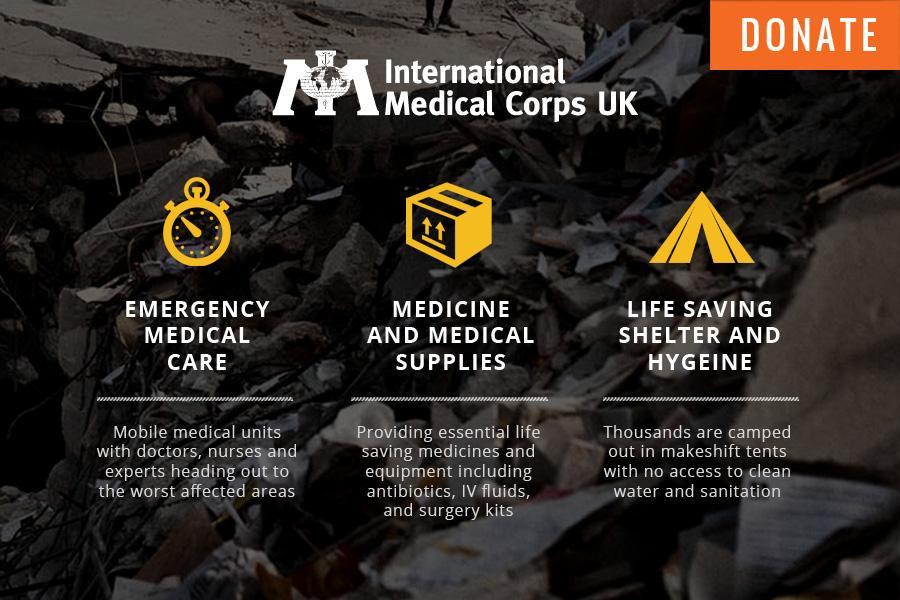 DONATE
International
Medical Corps UK
EMERGENCY
MEDICAL
CARE
Mobile medical units
with doctors, nurses and
experts heading out to
the worst affected areas
MEDICINE
AND MEDICAL
SUPPLIES
Providing essential life
saving medicines and
equipment including
antibiotics, IV fluids,
and surgery kits
LIFE SAVING
SHELTER AND
HYGEINE
Thousands are camped
out in makeshift tents
with no access to clean
water and sanitation